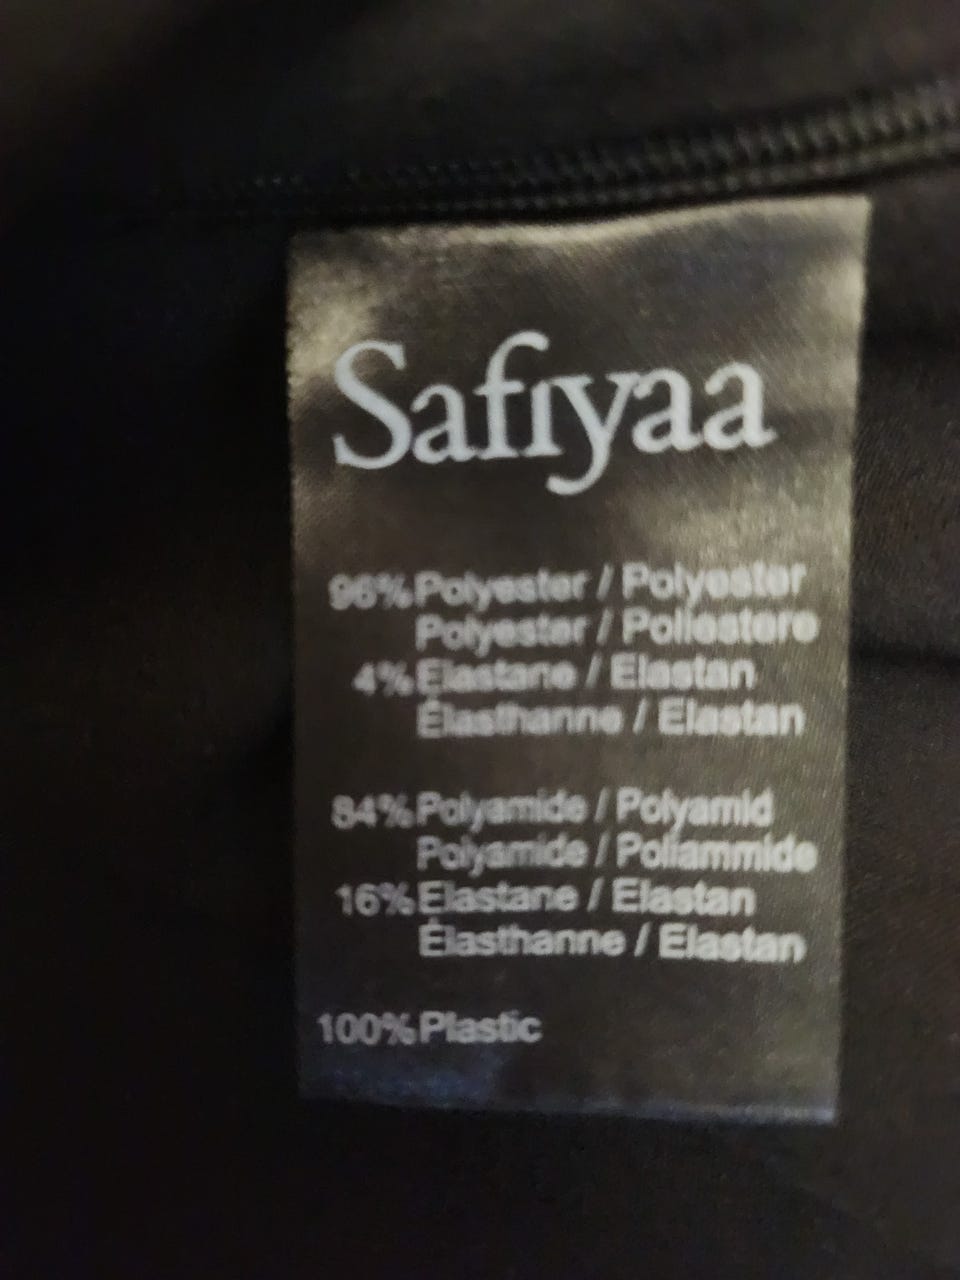 Safiyaa
96% Polyester / Polyester
Polyester / Poliestere
4% Elastane / Elastan
Élasthanne / Elastan
84% Polyamide / Polyamid
Polyamide / Poliammide
16% Elastane / Elastan
Élasthanne / Elastan
100% Plastic